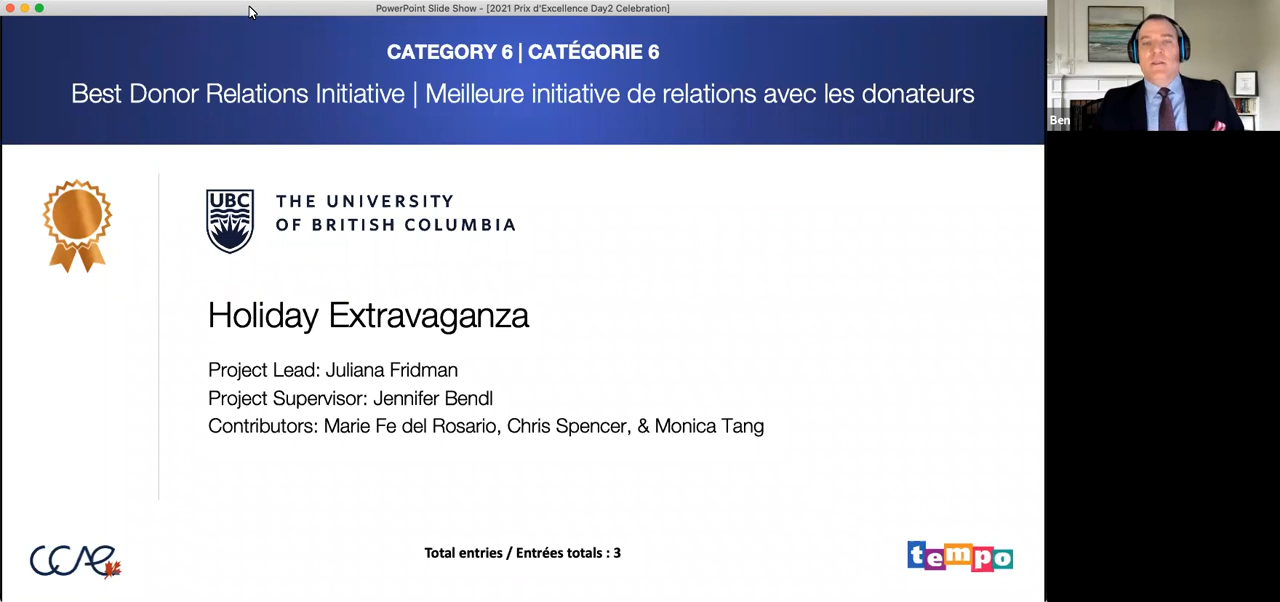 PowerPoint Slide Show - [2021 Prix d'Excellence Day2 Celebration]
CATEGORY 6 | CATÉGORIE 6
Best Donor Relations Initiative | Meilleure initiative de relations avec les donateurs
Ben
UBC
THE UNIVERSITY
OF BRITISH COLUMBIA
Holiday Extravaganza
Project Lead: Juliana Fridman
Project Supervisor: Jennifer Bendl
Contributors: Marie Fe del Rosario, Chris Spencer, & Monica Tang
CCAE
Total entries / Entrées totals : 3
tempo